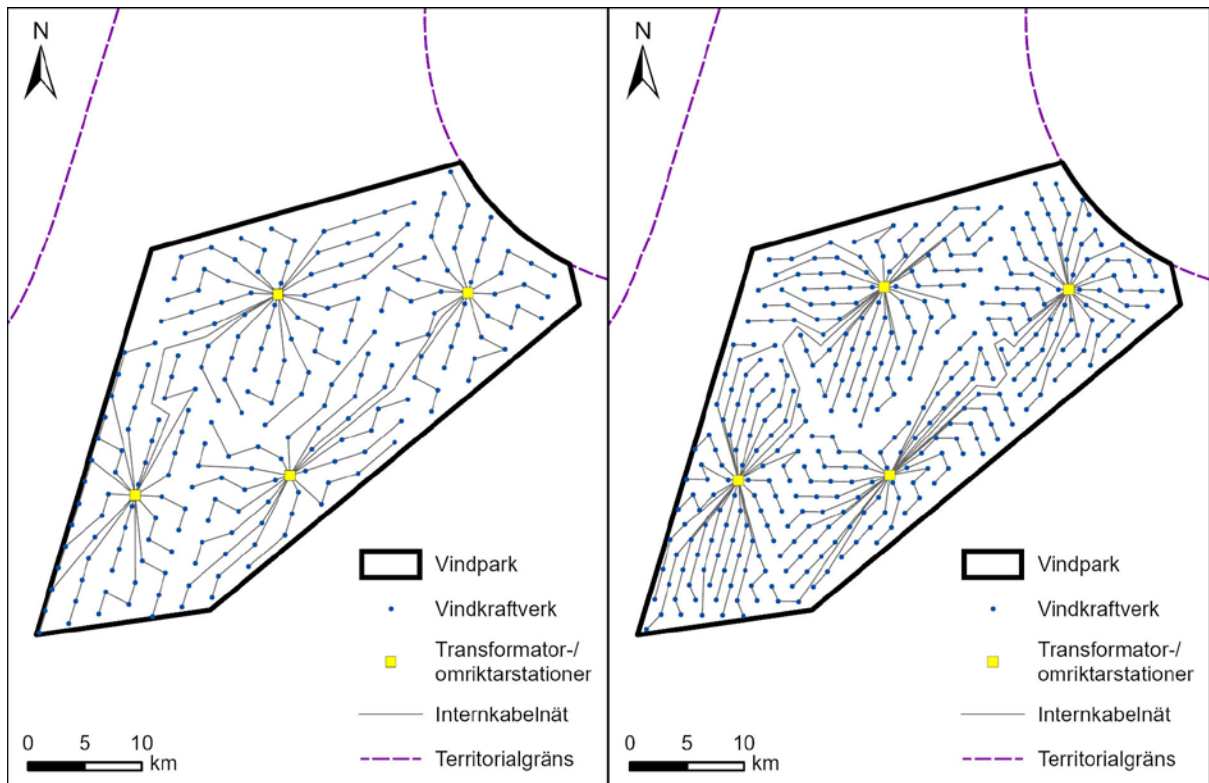 N
Vindpark
Vindkraftverk
Transformator-/
omriktarstationer
Internkabelnät
Territorialgräns
0 5 10
km
N
Vindpark
Vindkraftverk
Transformator-/
omriktarstationer
Internkabelnät
Territorialgräns
0 5 10
km